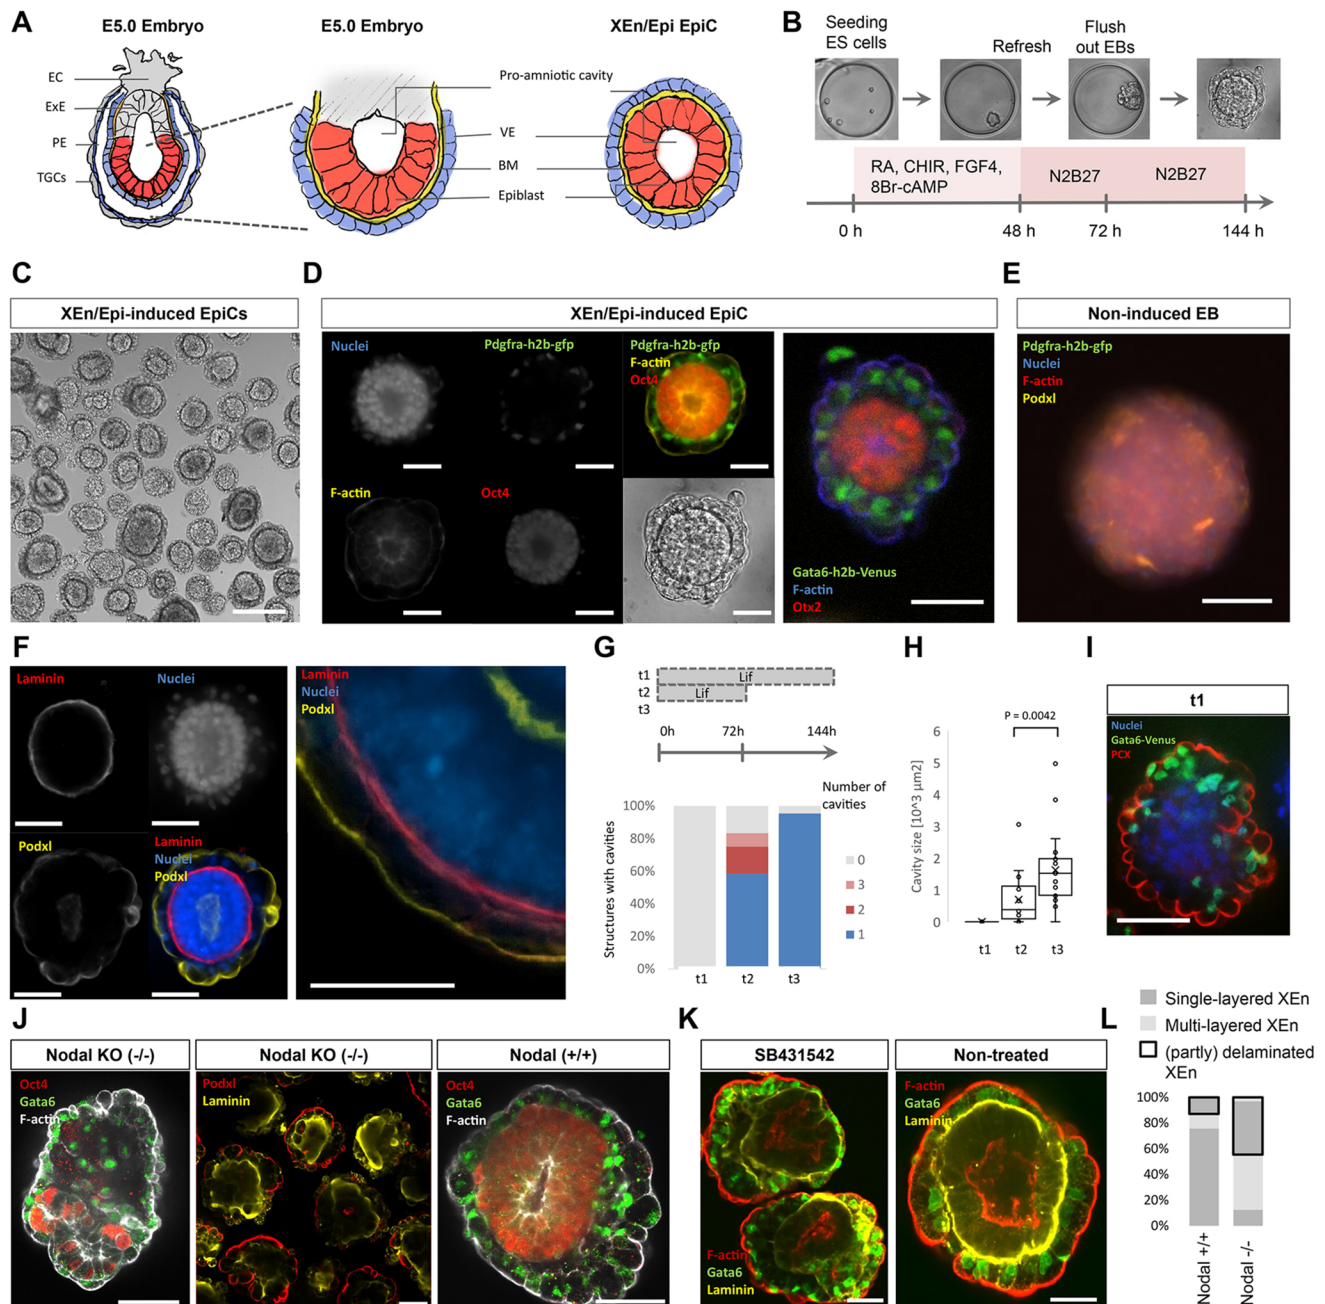 A
E5.0 Embryo
E5.0 Embryo
XEn/Epi EpiC
EC
ExE
PE
TGCs
Pro-amniotic cavity
VE
BM
Epiblast
B
Seeding
ES cells
Refresh
Flush
out EBs
RA, CHIR, FGF4,
8Br-cAMP
N2B27
N2B27
0 h
48 h
72 h
144 h
C
XEn/Epi-induced EpiCs
D
XEn/Epi-induced EpiC
Nuclei
Pdgfra-h2b-gfp
Pdgfra-h2b-gfp
F-actin
Oct4
F-actin
Oct4
Gata6-h2b-Venus
F-actin
Otx2
E
Non-induced EB
Pdgfra-h2b-gfp
Nuclei
F-actin
Podxl
F
Laminin
Nuclei
Podxl
Laminin
Nuclei
Podxl
Laminin
Nuclei
Podxl
G
t1
Lif
t2
Lif
t3
0h
72h
144h
Number of
cavities
Structures with cavities
100%
80%
60%
40%
20%
0%
0
3
2
1
t1
t2
t3
H
P = 0.0042
Cavity size [10^3 μm2]
6
5
4
3
2
1
0
t1
t2
t3
I
t1
Nuclei
Gata6-Venus
PCX
J
Nodal KO (-/-)
Oct4
Gata6
F-actin
Nodal KO (-/-)
Podxl
Laminin
Nodal (+/+)
Oct4
Gata6
F-actin
K
SB431542
F-actin
Gata6
Laminin
Non-treated
F-actin
Gata6
Laminin
L
Single-layered XEn
Multi-layered XEn
(partly) delaminated
XEn
100%
80%
60%
40%
20%
0%
Nodal +/+
Nodal -/-